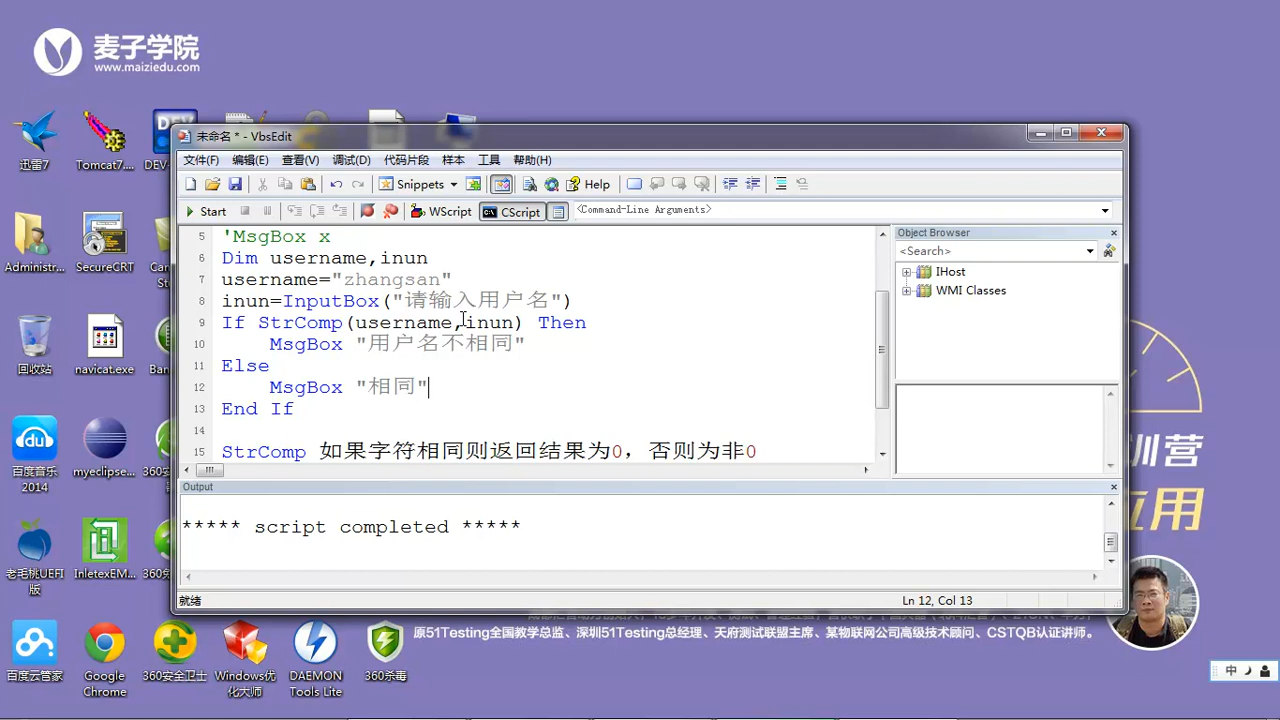 麦子学院
www.maiziedu.com
迅雷7
Tomcat7....
Administr...
SecureCRT
回收站
navicat.exe
百度音乐
2014
myeclipse...
老毛桃UEFI
版
InletexEM...
百度云管家
Google
Chrome
360安全卫士
Windows优
化大师
DAEMON
Tools Lite
360杀毒
未命名 * - VbsEdit
文件(F) 编辑(E) 查看(V) 调试(D) 代码片段 样本 工具 帮助(H)
Snippets Help
Start WScript CScript <Command-Line Arguments>
5 'MsgBox x
6 Dim username,inun
7 username="zhangsan"
8 inun=InputBox("请输入用户名")
9 If StrComp(username,inun) Then
10 MsgBox "用户名不相同"
11 Else
12 MsgBox "相同"
13 End If
14
15 StrComp 如果字符相同则返回结果为0，否则为非0
Object Browser
<Search>
IHost
WMI Classes
Output
***** script completed *****
就绪
Ln 12, Col 13
训营
应用
原51Testing全国教学总监、深圳51Testing总经理、天府测试联盟主席、某物联网公司高级技术顾问、CSTQB认证讲师。
中